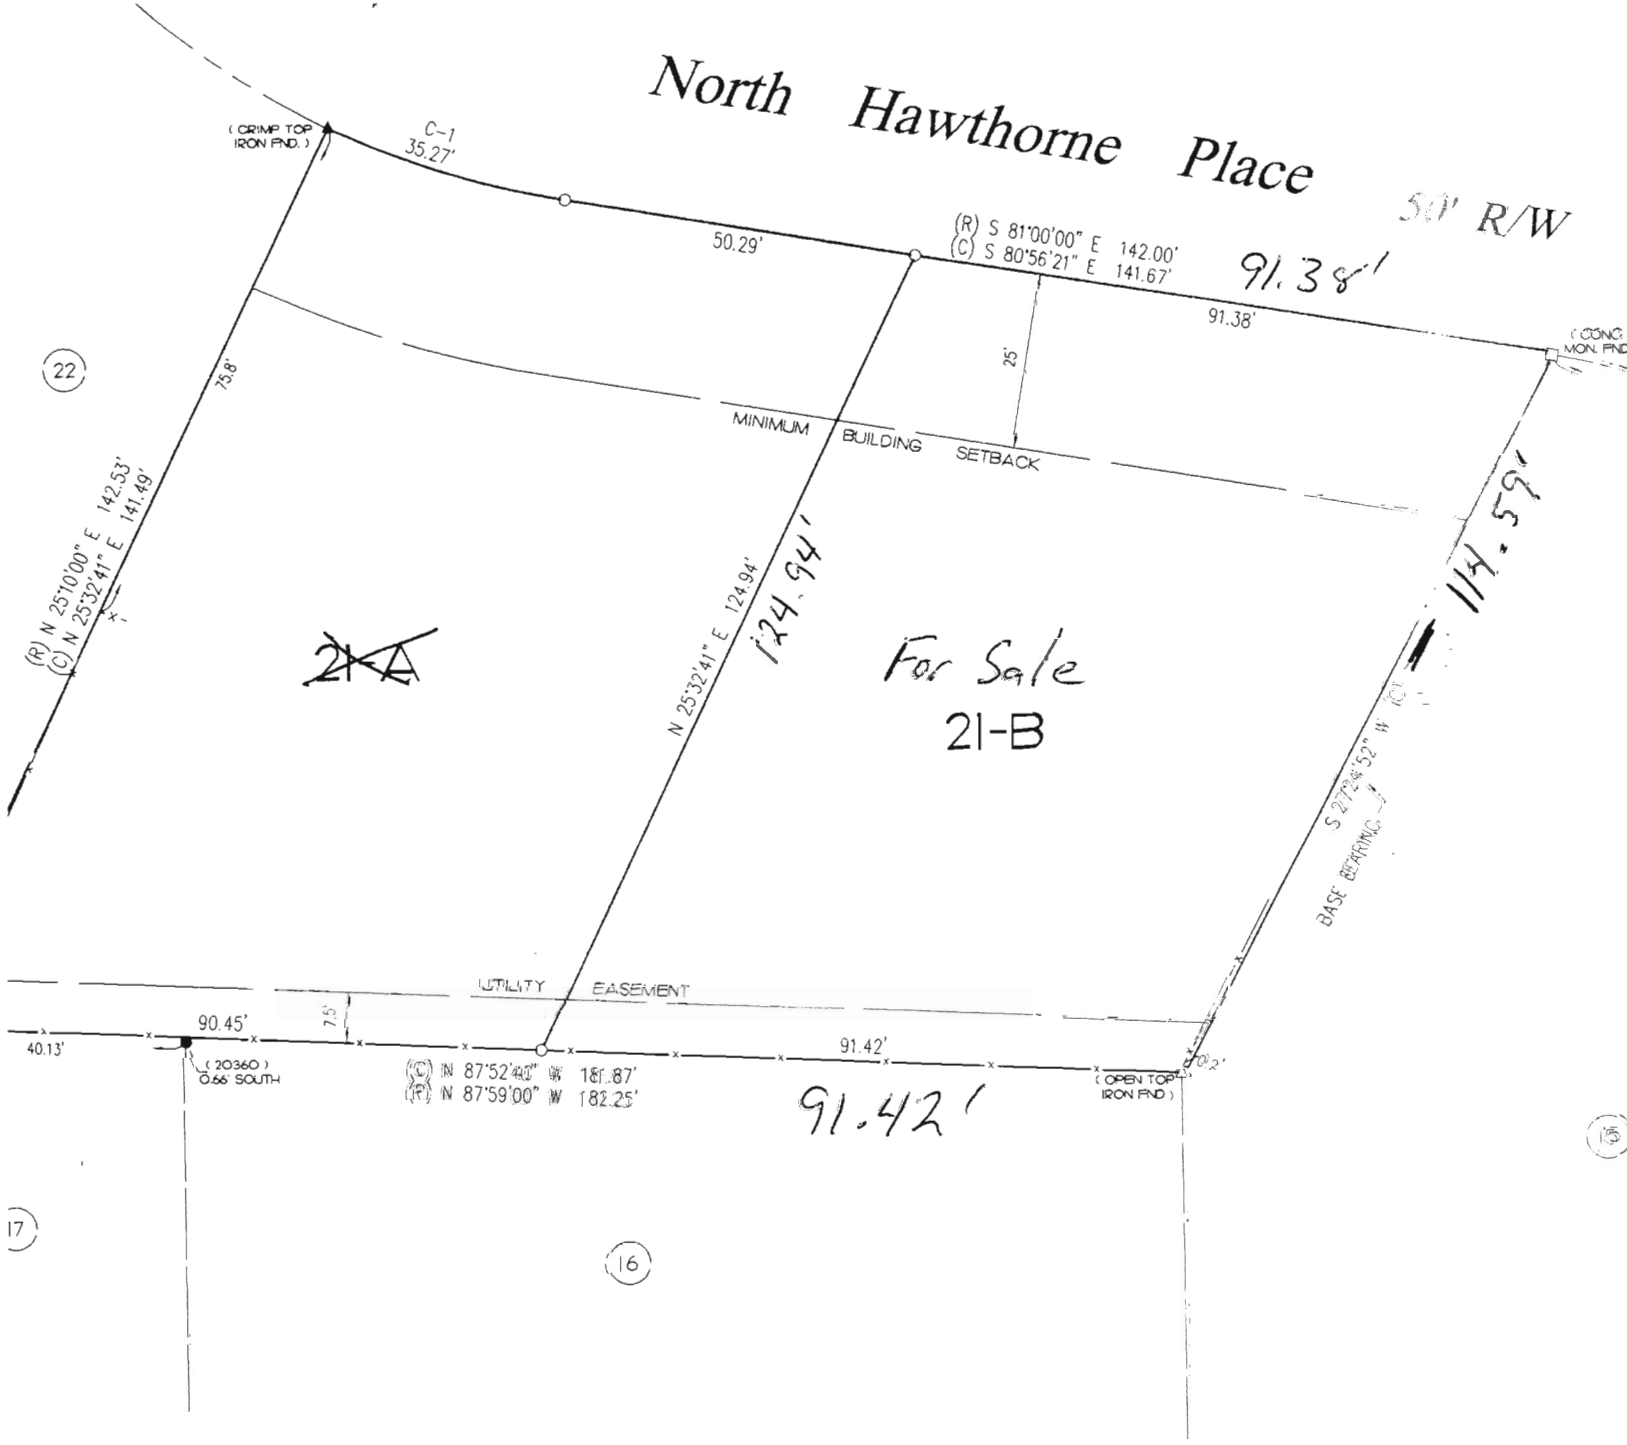 North Hawthorne Place
50' R/W
( CRIMP TOP
IRON FND. )
C-1
35.27'
50.29'
(R) S 81°00'00" E 142.00'
(C) S 80°56'21" E 141.67'
91.38'
91.38'
( CONC.
MON. FND
22
75.8'
25'
MINIMUM BUILDING SETBACK
(R) N 25°10'00" E 142.53'
(C) N 25°32'41" E 141.49'
114.59'
N 25°32'41" E 124.94'
124.94'
21-A
For Sale
21-B
S 27°24'52" W (C)
BASE BEARING
UTILITY EASEMENT
7.5'
90.45'
40.13'
( 20360 )
0.66' SOUTH
91.42'
(C) N 87°52'40" W 181.87'
(R) N 87°59'00" W 182.25'
91.42'
( OPEN TOP
IRON FND )
0.2'
15
17
16